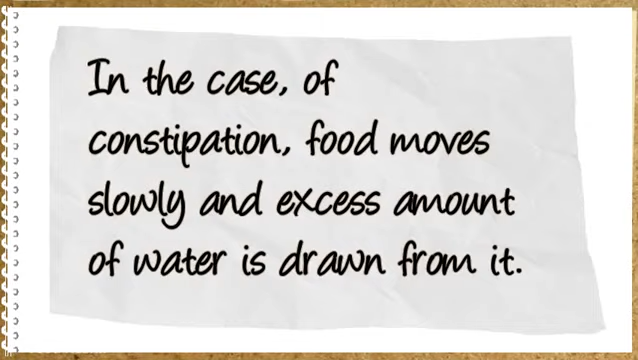 In the case, of
constipation, food moves
slowly and excess amount
of water is drawn from it.